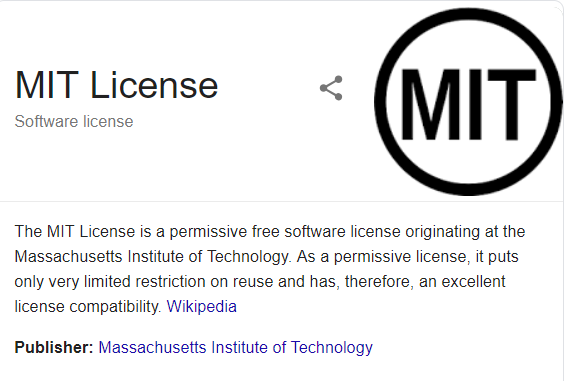 MIT License
Software license
MIT
The MIT License is a permissive free software license originating at the
Massachusetts Institute of Technology. As a permissive license, it puts
only very limited restriction on reuse and has, therefore, an excellent
license compatibility. Wikipedia
Publisher: Massachusetts Institute of Technology